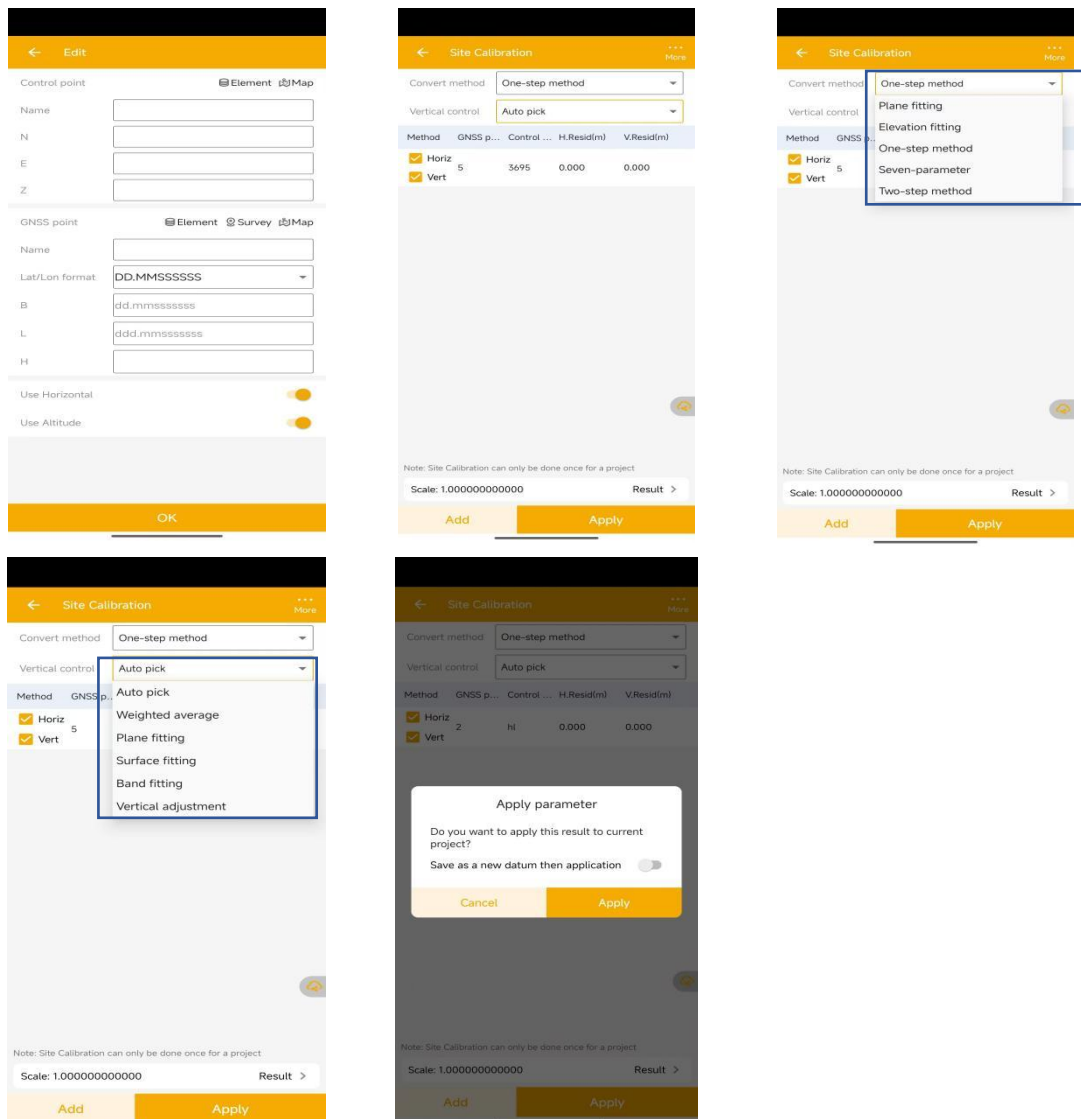 Edit
Control point Element Map
Name
N
E
Z
GNSS point Element Survey Map
Name
Lat/Lon format DD.MMSSSSSS
B dd.mmsssssss
L ddd.mmsssssss
H
Use Horizontal
Use Altitude
OK
Site Calibration More
Convert method One-step method
Vertical control Auto pick
Method GNSS p... Control ... H.Resid(m) V.Resid(m)
Horiz
5 3695 0.000 0.000
Vert
Note: Site Calibration can only be done once for a project
Scale: 1.000000000000 Result >
Add Apply
Site Calibration More
Convert method One-step method
Plane fitting
Vertical control
Elevation fitting
Method GNSS p..
One-step method
Horiz
5
Seven-parameter
Vert
Two-step method
Note: Site Calibration can only be done once for a project
Scale: 1.000000000000 Result >
Add Apply
Site Calibration More
Convert method One-step method
Vertical control Auto pick
Method GNSS p..
Auto pick
Horiz
5
Weighted average
Vert
Plane fitting
Surface fitting
Band fitting
Vertical adjustment
Note: Site Calibration can only be done once for a project
Scale: 1.000000000000 Result >
Add Apply
Site Calibration More
Convert method One-step method
Vertical control Auto pick
Method GNSS p... Control ... H.Resid(m) V.Resid(m)
Horiz
2 0.000 0.000
Vert
Apply parameter
Do you want to apply this result to current
project?
Save as a new datum then application
Cancel Apply
Note: Site Calibration can only be done once for a project
Scale: 1.000000000000 Result >
Add Apply